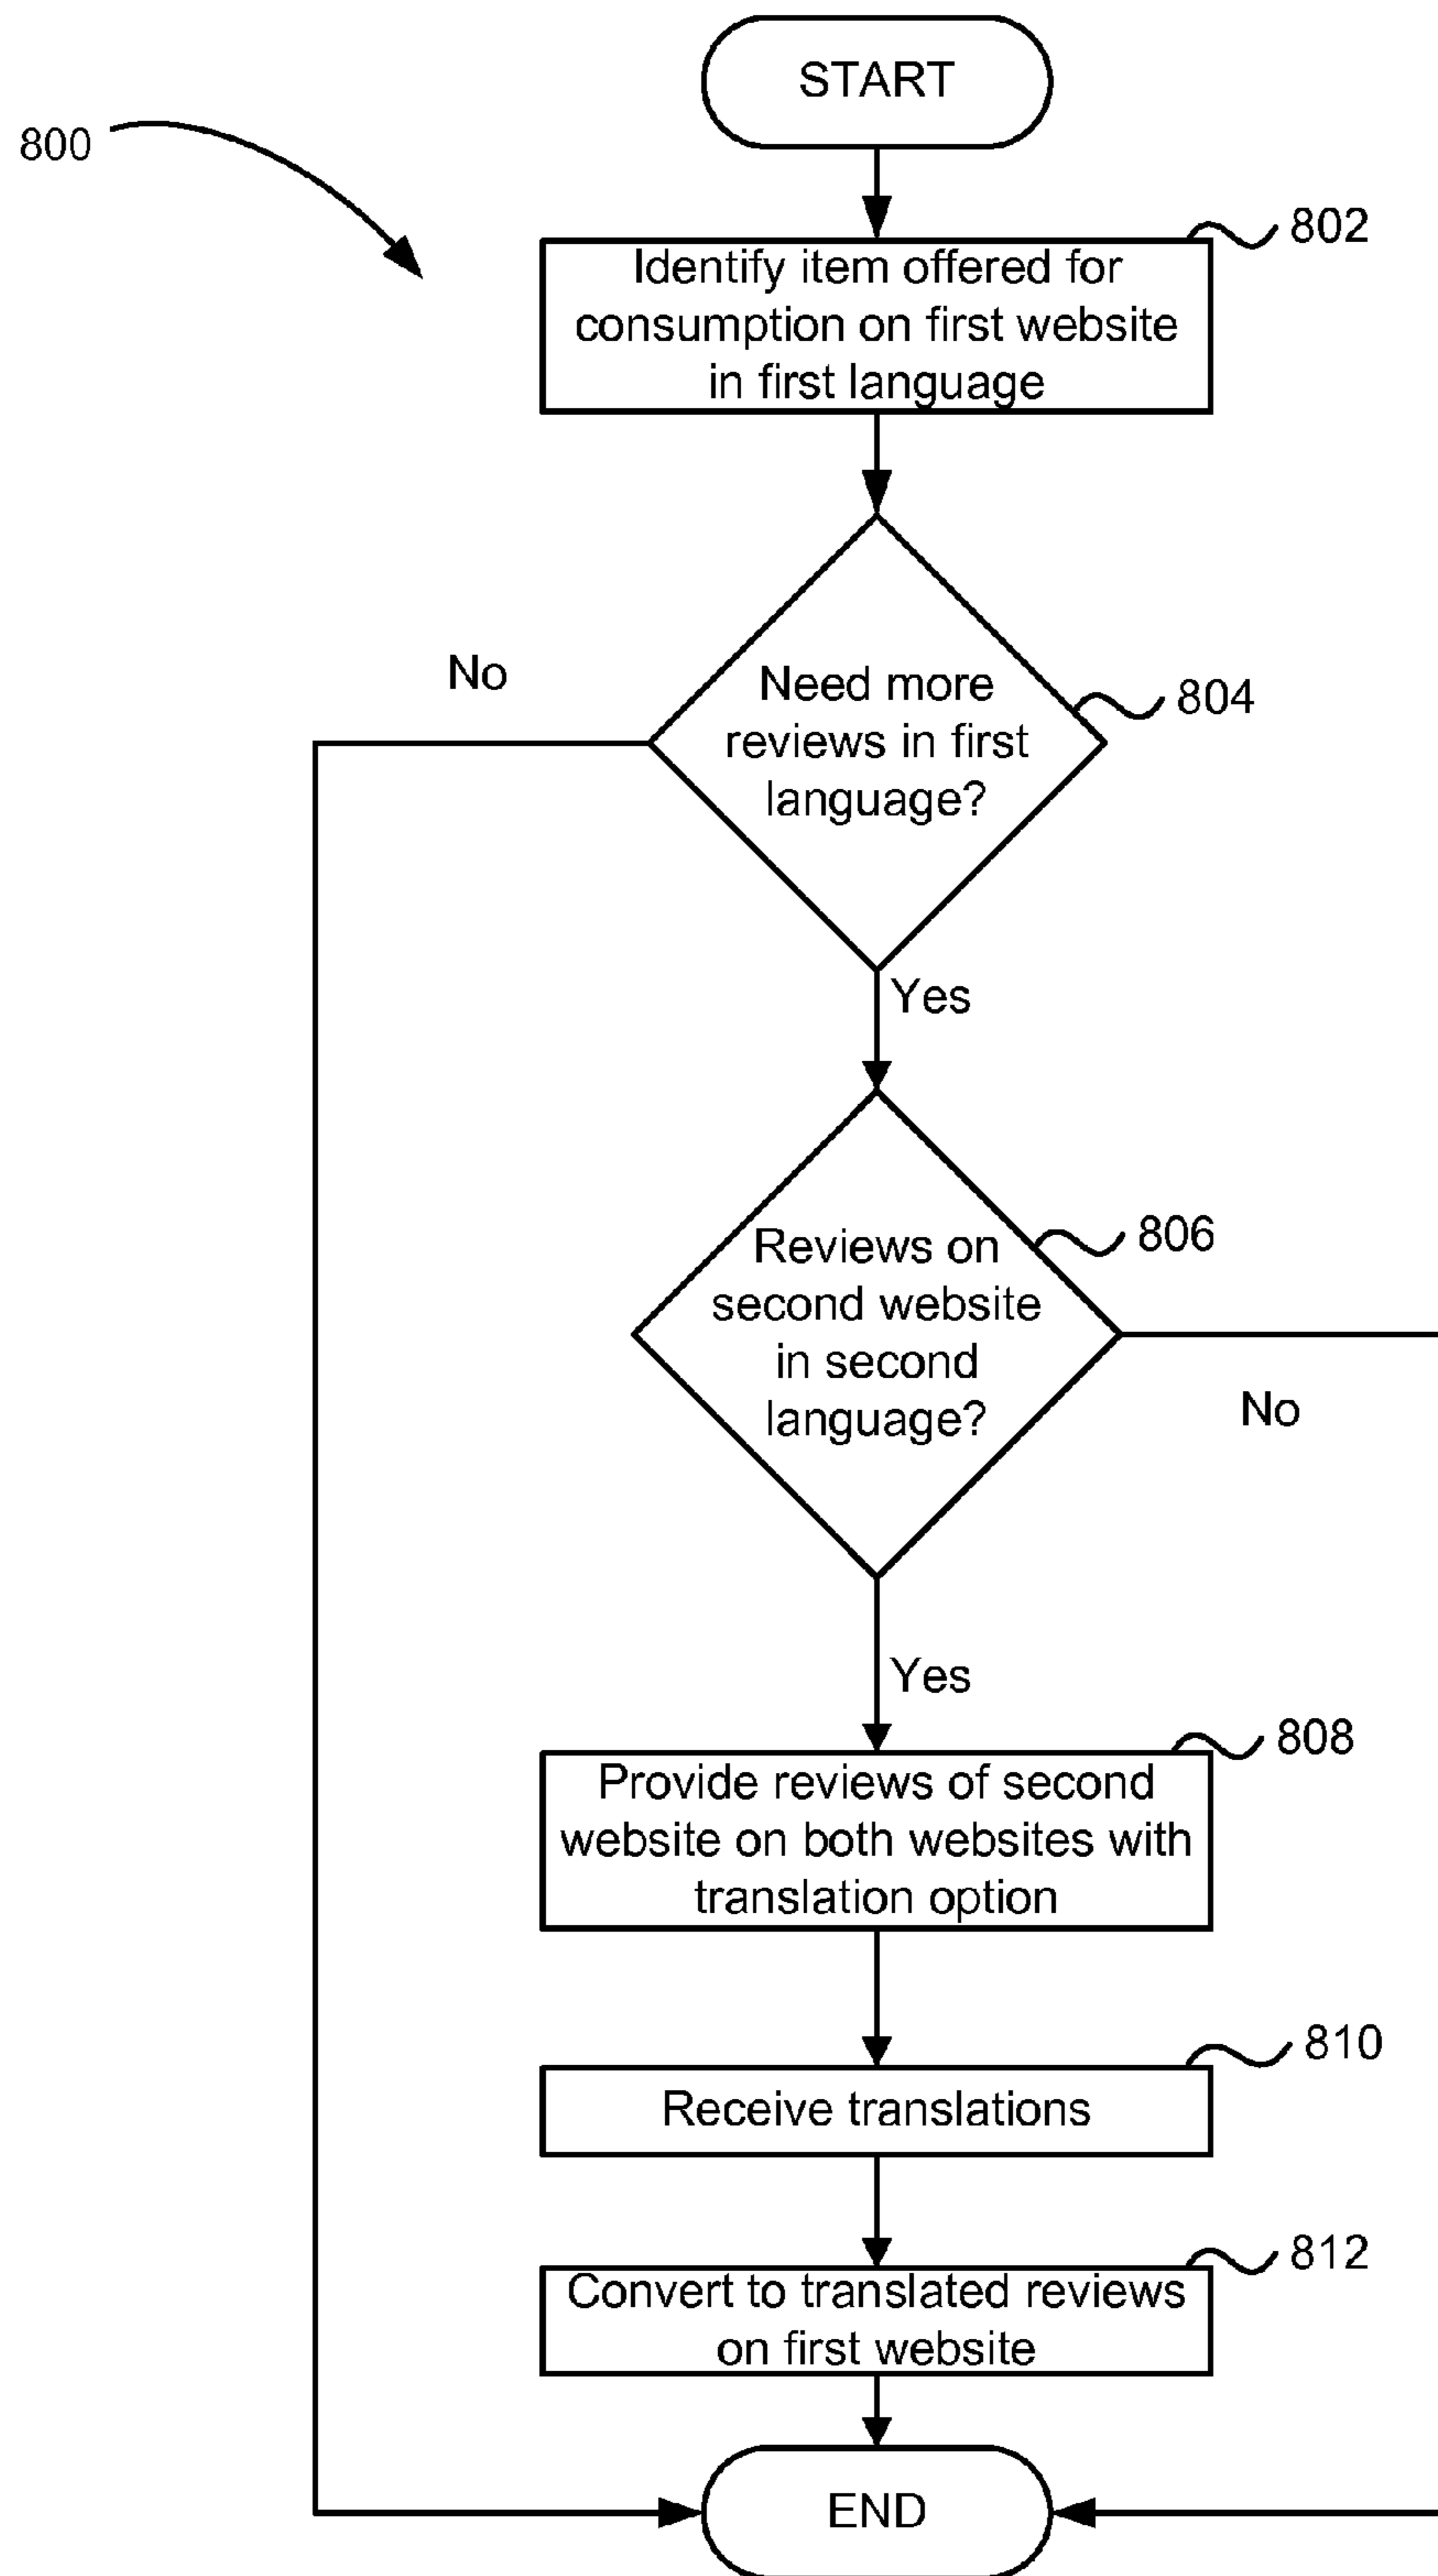 START
800
802
Identify item offered for
consumption on first website
in first language
No
Need more
reviews in first
language?
804
Yes
Reviews on
second website
in second
language?
806
No
Yes
808
Provide reviews of second
website on both websites with
translation option
810
Receive translations
812
Convert to translated reviews
on first website
END